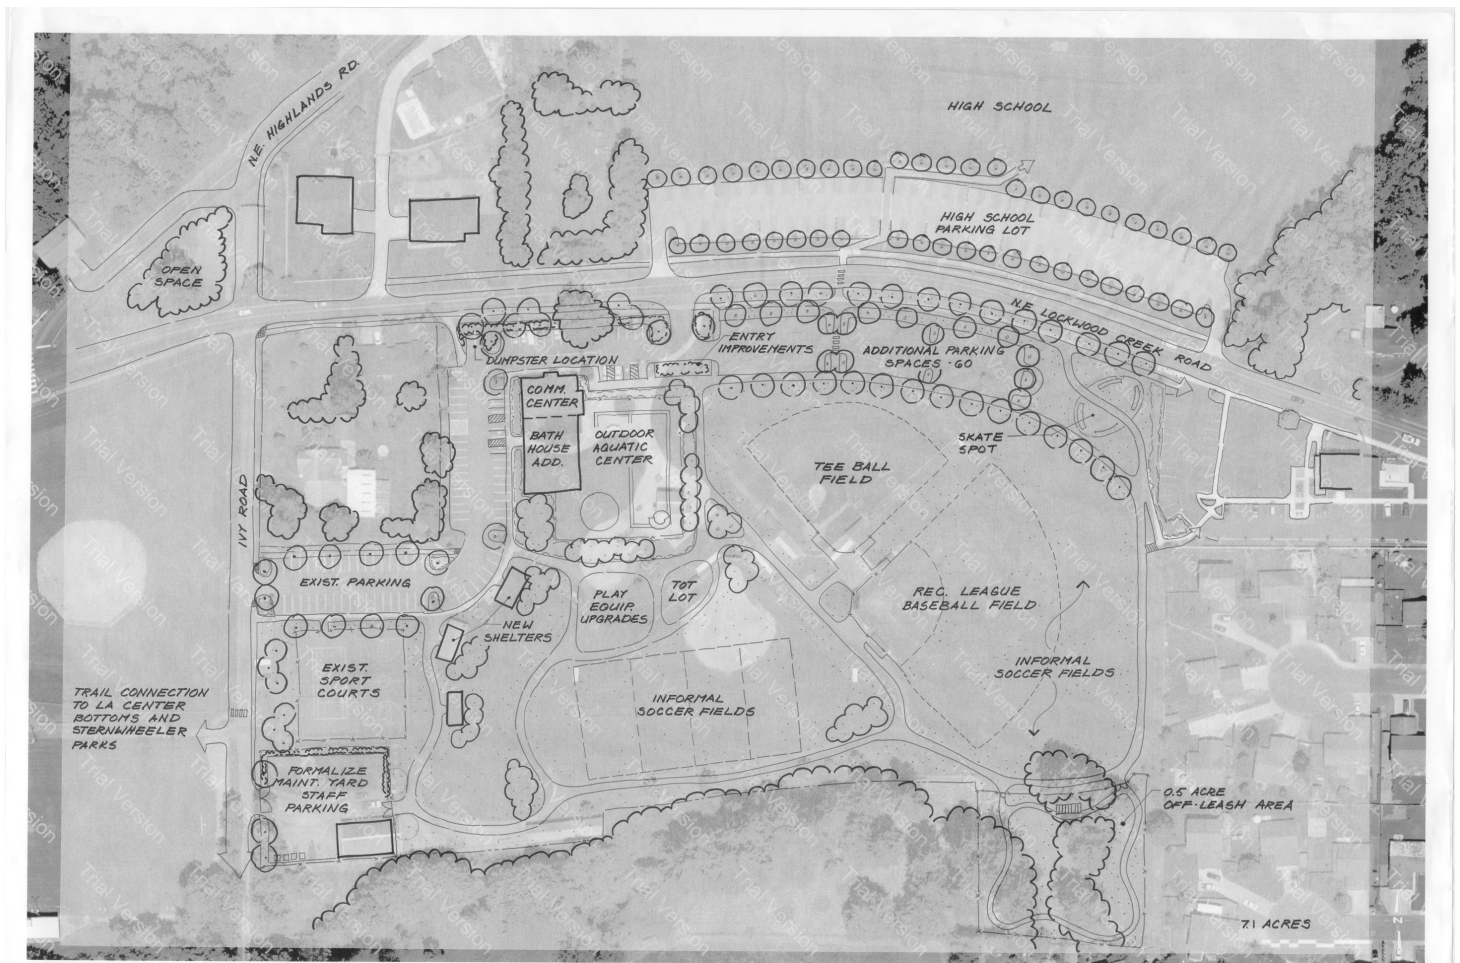 HIGH SCHOOL
N.E. HIGHLANDS RD.
HIGH SCHOOL
PARKING LOT
OPEN
SPACE
N.E. LOCKWOOD CREEK ROAD
ENTRY
IMPROVEMENTS
ADDITIONAL PARKING
SPACES - 60
DUMPSTER LOCATION
COMM.
CENTER
BATH
HOUSE
ADD.
OUTDOOR
AQUATIC
CENTER
SKATE
SPOT
TEE BALL
FIELD
IVY ROAD
EXIST. PARKING
PLAY
EQUIP.
UPGRADES
TOT
LOT
REC. LEAGUE
BASEBALL FIELD
NEW
SHELTERS
EXIST.
SPORT
COURTS
INFORMAL
SOCCER FIELDS
INFORMAL
SOCCER FIELDS
TRAIL CONNECTION
TO LA CENTER
BOTTOMS AND
STERNWHEELER
PARKS
FORMALIZE
MAINT. YARD
STAFF
PARKING
0.5 ACRE
OFF-LEASH AREA
7.1 ACRES
N
Trial Version